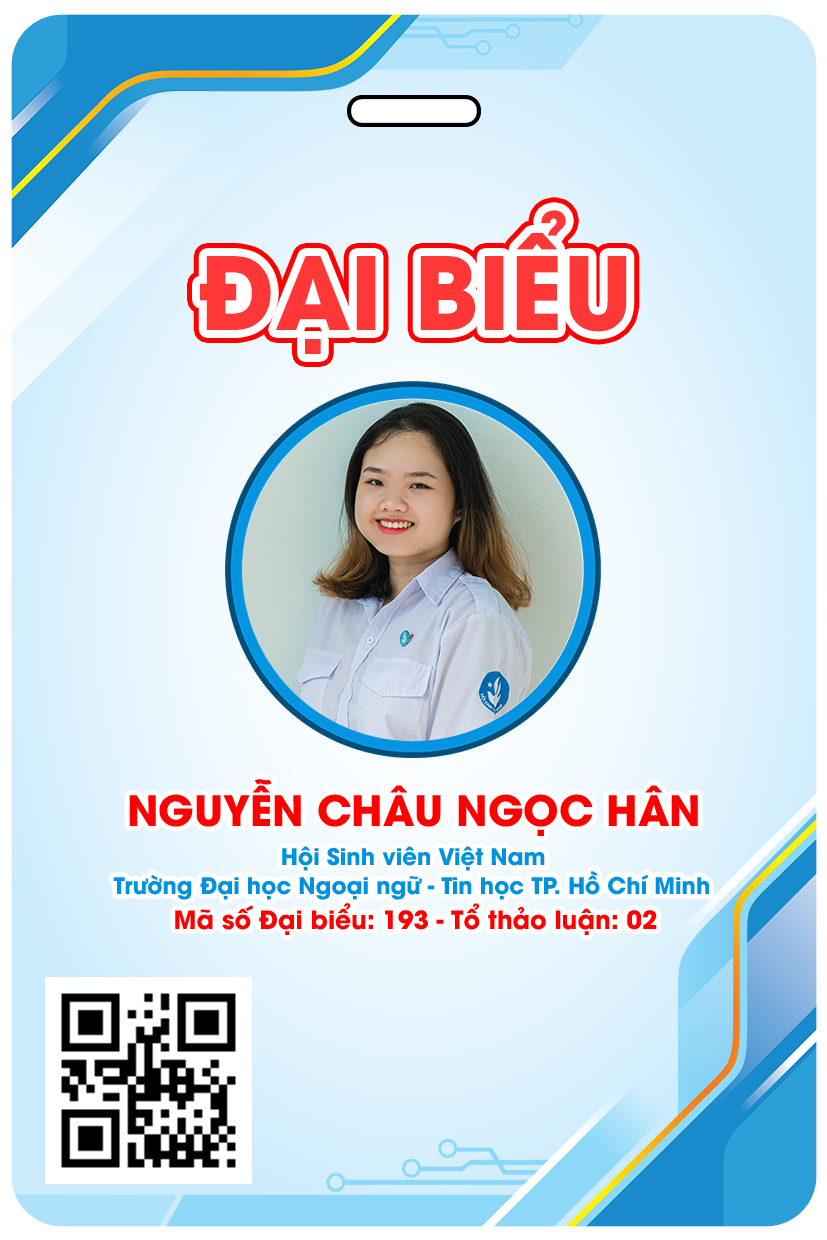 ĐẠI BIỂU
NGUYỄN CHÂU NGỌC HÂN
Hội Sinh viên Việt Nam
Trường Đại học Ngoại ngữ - Tin học TP. Hồ Chí Minh
Mã số Đại biểu: 193 - Tổ thảo luận: 02